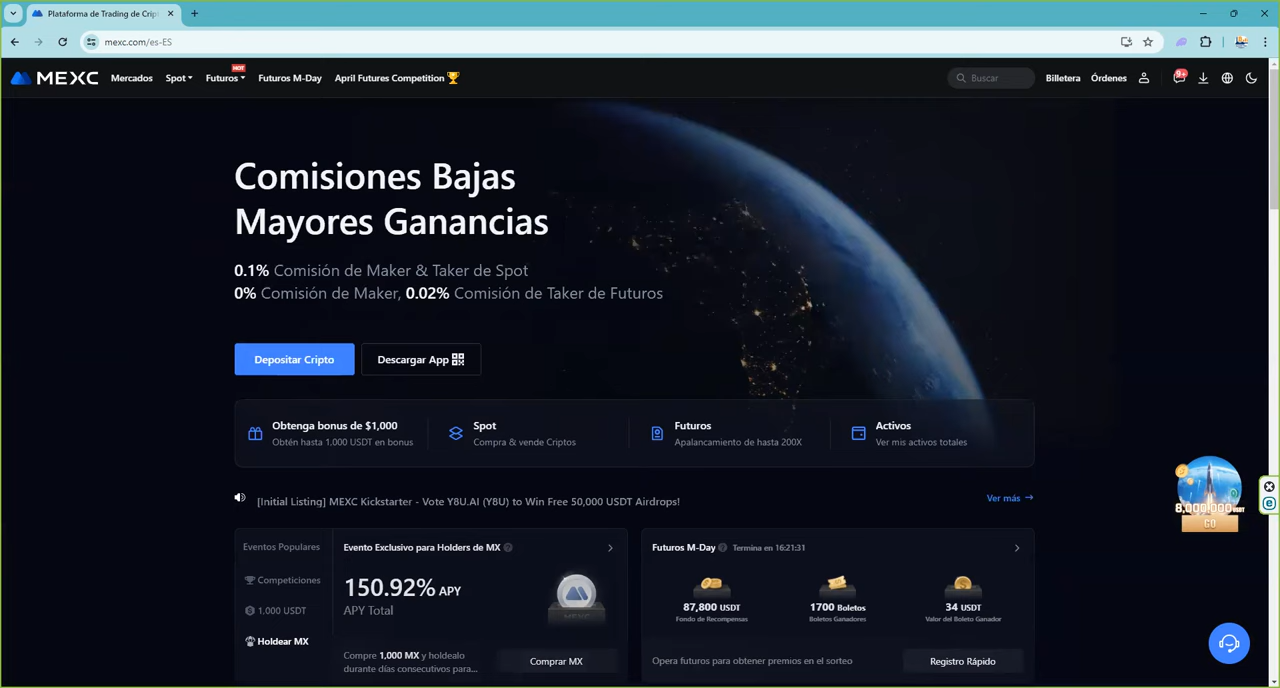 Plataforma de Trading de Crip
mexc.com/es-ES
MEXC Mercados Spot Futuros HOT Futuros M-Day April Futures Competition Buscar Billetera Órdenes 9+
Comisiones Bajas
Mayores Ganancias
0.1% Comisión de Maker & Taker de Spot
0% Comisión de Maker, 0.02% Comisión de Taker de Futuros
Depositar Cripto Descargar App
Obtenga bonus de $1,000
Obtén hasta 1.000 USDT en bonus
Spot
Compra & vende Criptos
Futuros
Apalancamiento de hasta 200X
Activos
Ver mis activos totales
[Initial Listing] MEXC Kickstarter - Vote Y8U.AI (Y8U) to Win Free 50,000 USDT Airdrops!
Ver más
8,000,000 USDT
GO
Eventos Populares
Competiciones
1,000 USDT
Holdear MX
Evento Exclusivo para Holders de MX
150.92% APY
APY Total
MEXC
Compre 1,000 MX y holdealo
durante días consecutivos para...
Comprar MX
Futuros M-Day Termina en 16:21:31
87,800 USDT
Fondo de Recompensas
1700 Boletos
Boletos Ganadores
34 USDT
Valor del Boleto Ganador
Opera futuros para obtener premios en el sorteo
Registro Rápido